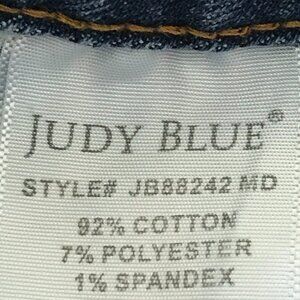 JUDY BLUE®
STYLE# JB88242 MD
92% COTTON
7% POLYESTER
1% SPANDEX